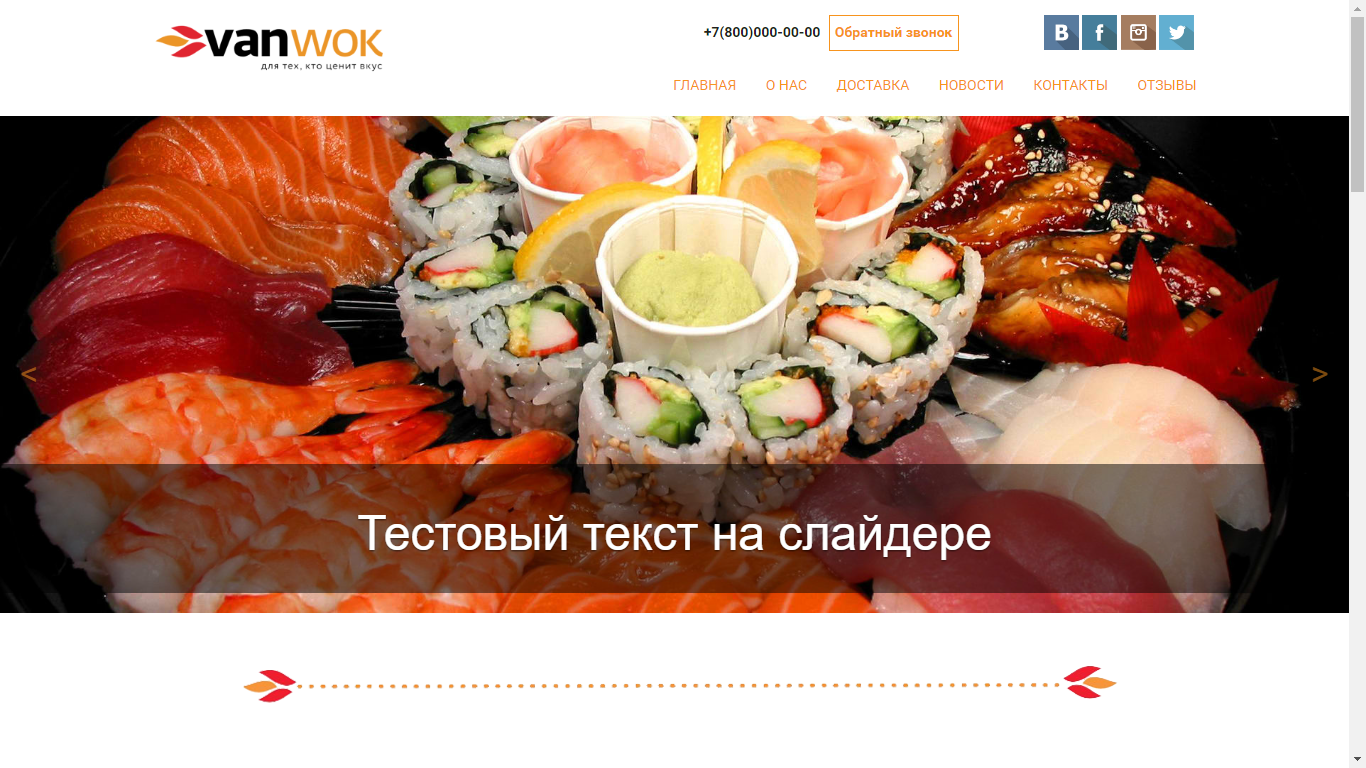 vanwok
для тех, кто ценит вкус
+7(800)000-00-00
Обратный звонок
ГЛАВНАЯ
О НАС
ДОСТАВКА
НОВОСТИ
КОНТАКТЫ
ОТЗЫВЫ
<
>
Тестовый текст на слайдере